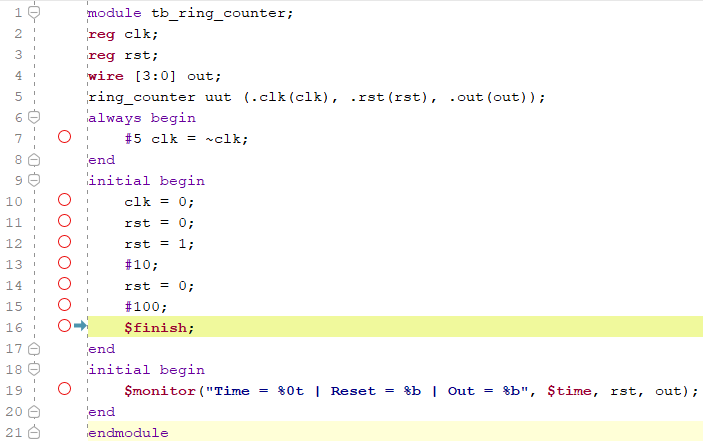 1 module tb_ring_counter;
2 reg clk;
3 reg rst;
4 wire [3:0] out;
5 ring_counter uut (.clk(clk), .rst(rst), .out(out));
6 always begin
7 #5 clk = ~clk;
8 end
9 initial begin
10 clk = 0;
11 rst = 0;
12 rst = 1;
13 #10;
14 rst = 0;
15 #100;
16 $finish;
17 end
18 initial begin
19 $monitor("Time = %0t | Reset = %b | Out = %b", $time, rst, out);
20 end
21 endmodule